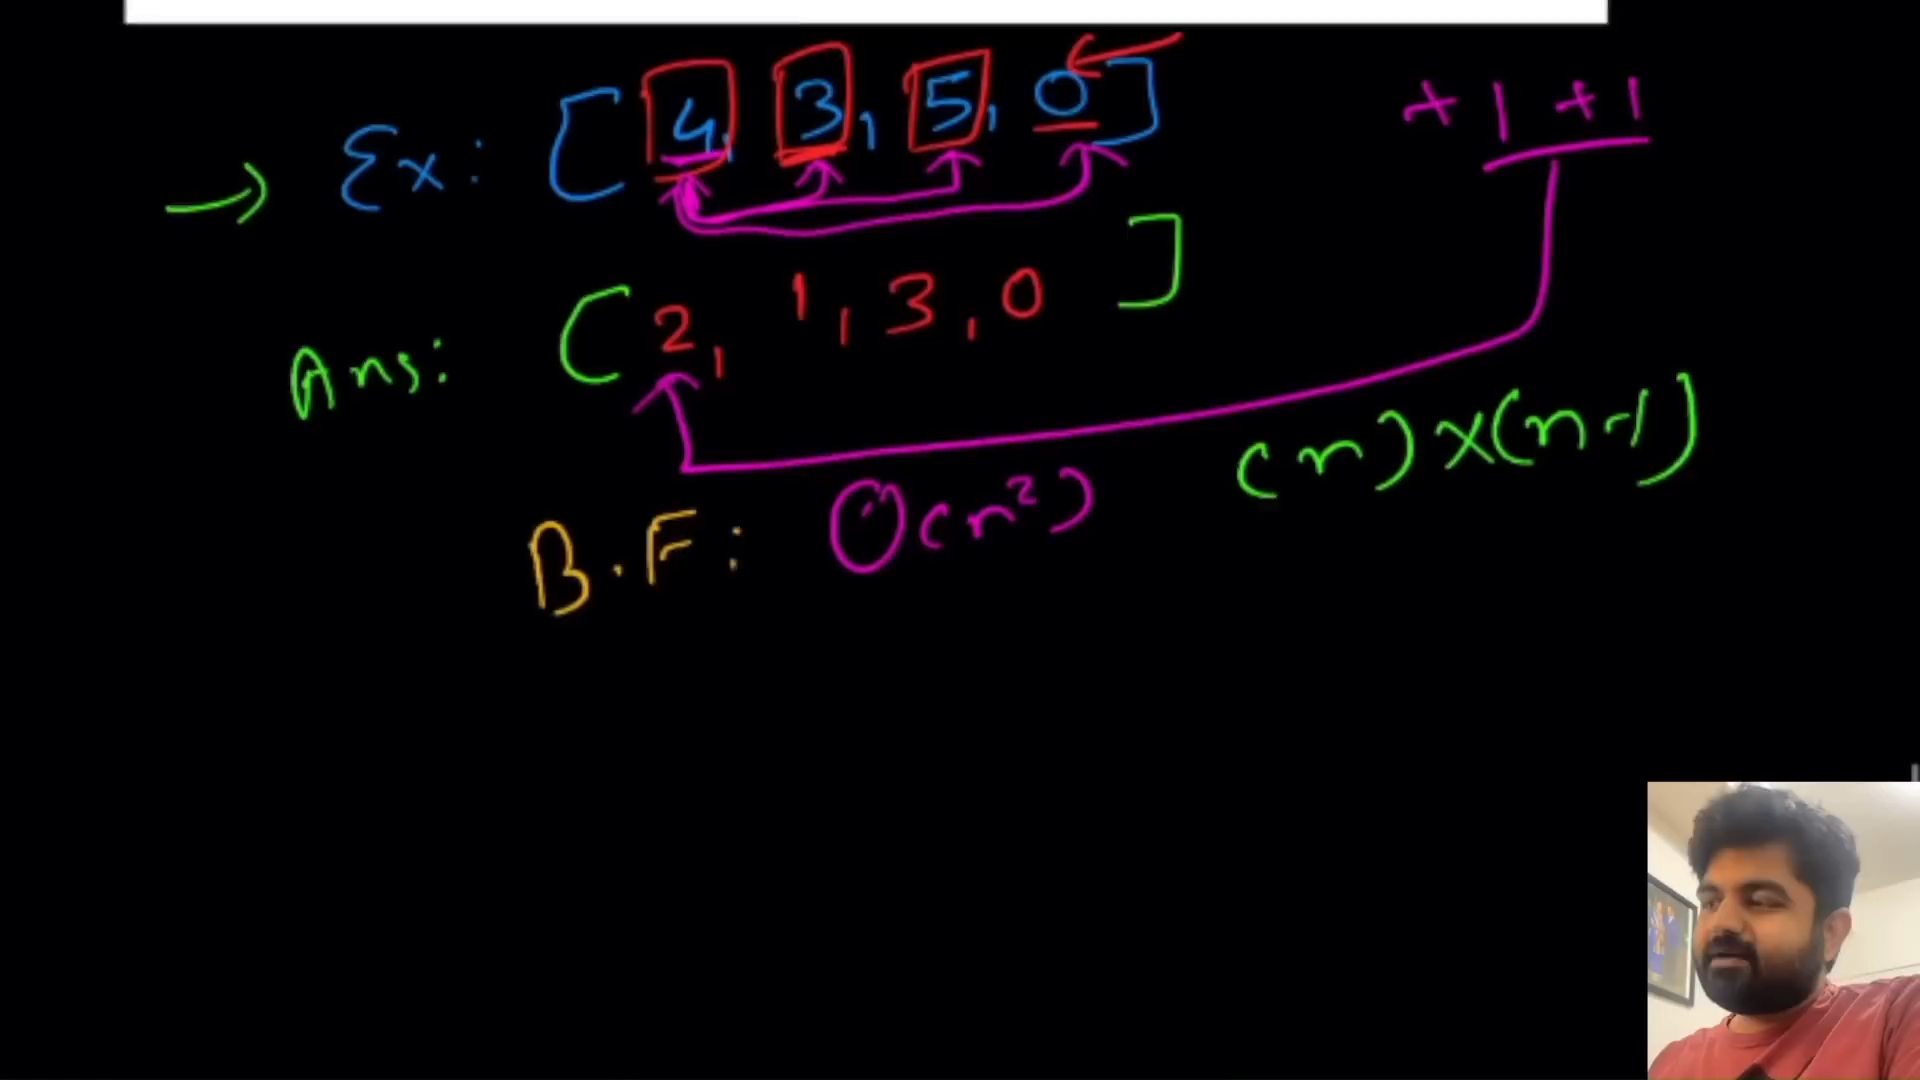 → Ex: [4, 3, 5, 0]
+1 +1
Ans: [2, 1, 3, 0]
(n)×(n-1)
B.F: O(n²)